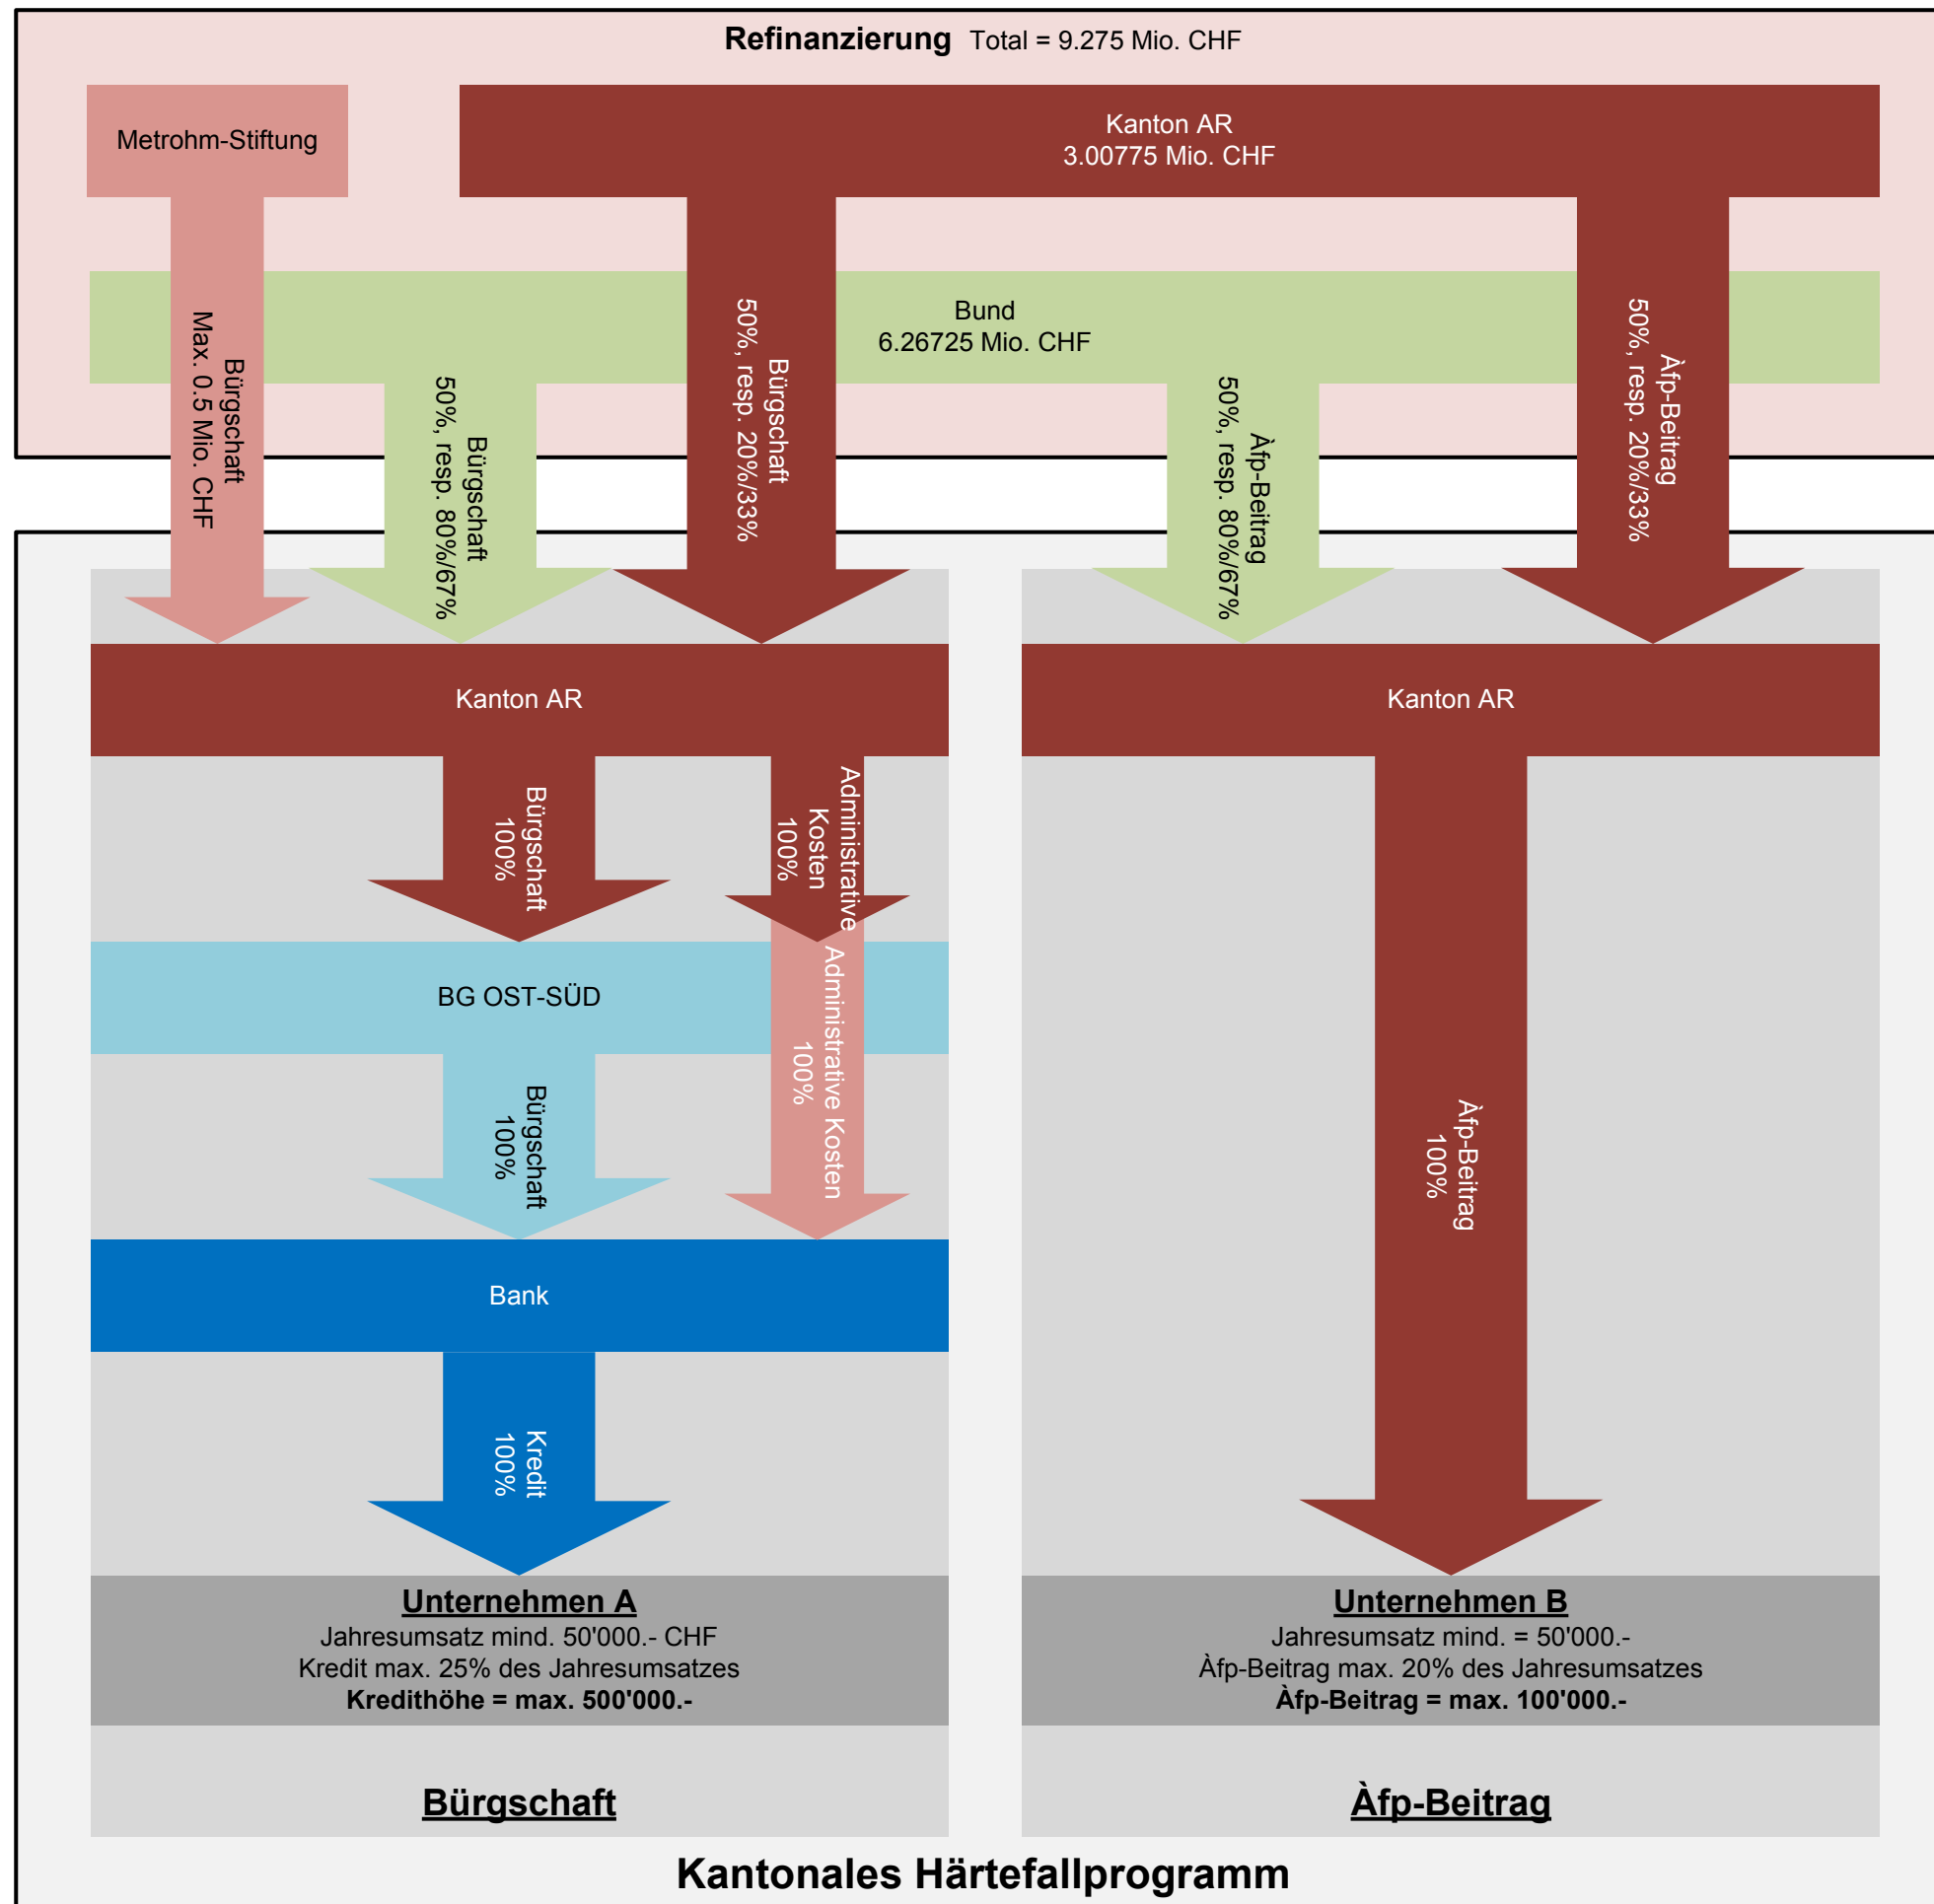 Refinanzierung Total = 9.275 Mio. CHF
Metrohm-Stiftung
Kanton AR
3.00775 Mio. CHF
Bund
6.26725 Mio. CHF
Bürgschaft
Max. 0.5 Mio. CHF
Bürgschaft
50%, resp. 80%/67%
Bürgschaft
50%, resp. 20%/33%
Àfp-Beitrag
50%, resp. 80%/67%
Àfp-Beitrag
50%, resp. 20%/33%
Kanton AR
Bürgschaft
100%
Administrative
Kosten
100%
BG OST-SÜD
Bürgschaft
100%
Administrative Kosten
100%
Bank
Kredit
100%
Unternehmen A
Jahresumsatz mind. 50'000.- CHF
Kredit max. 25% des Jahresumsatzes
Kredithöhe = max. 500'000.-
Bürgschaft
Kanton AR
Àfp-Beitrag
100%
Unternehmen B
Jahresumsatz mind. = 50'000.-
Àfp-Beitrag max. 20% des Jahresumsatzes
Àfp-Beitrag = max. 100'000.-
Àfp-Beitrag
Kantonales Härtefallprogramm